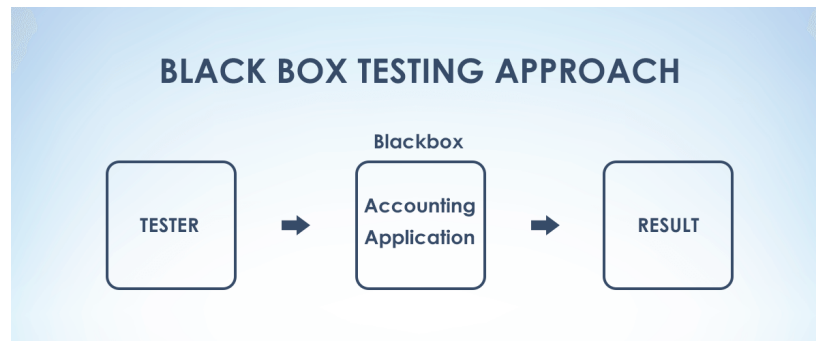 BLACK BOX TESTING APPROACH
Blackbox
TESTER
Accounting
Application
RESULT